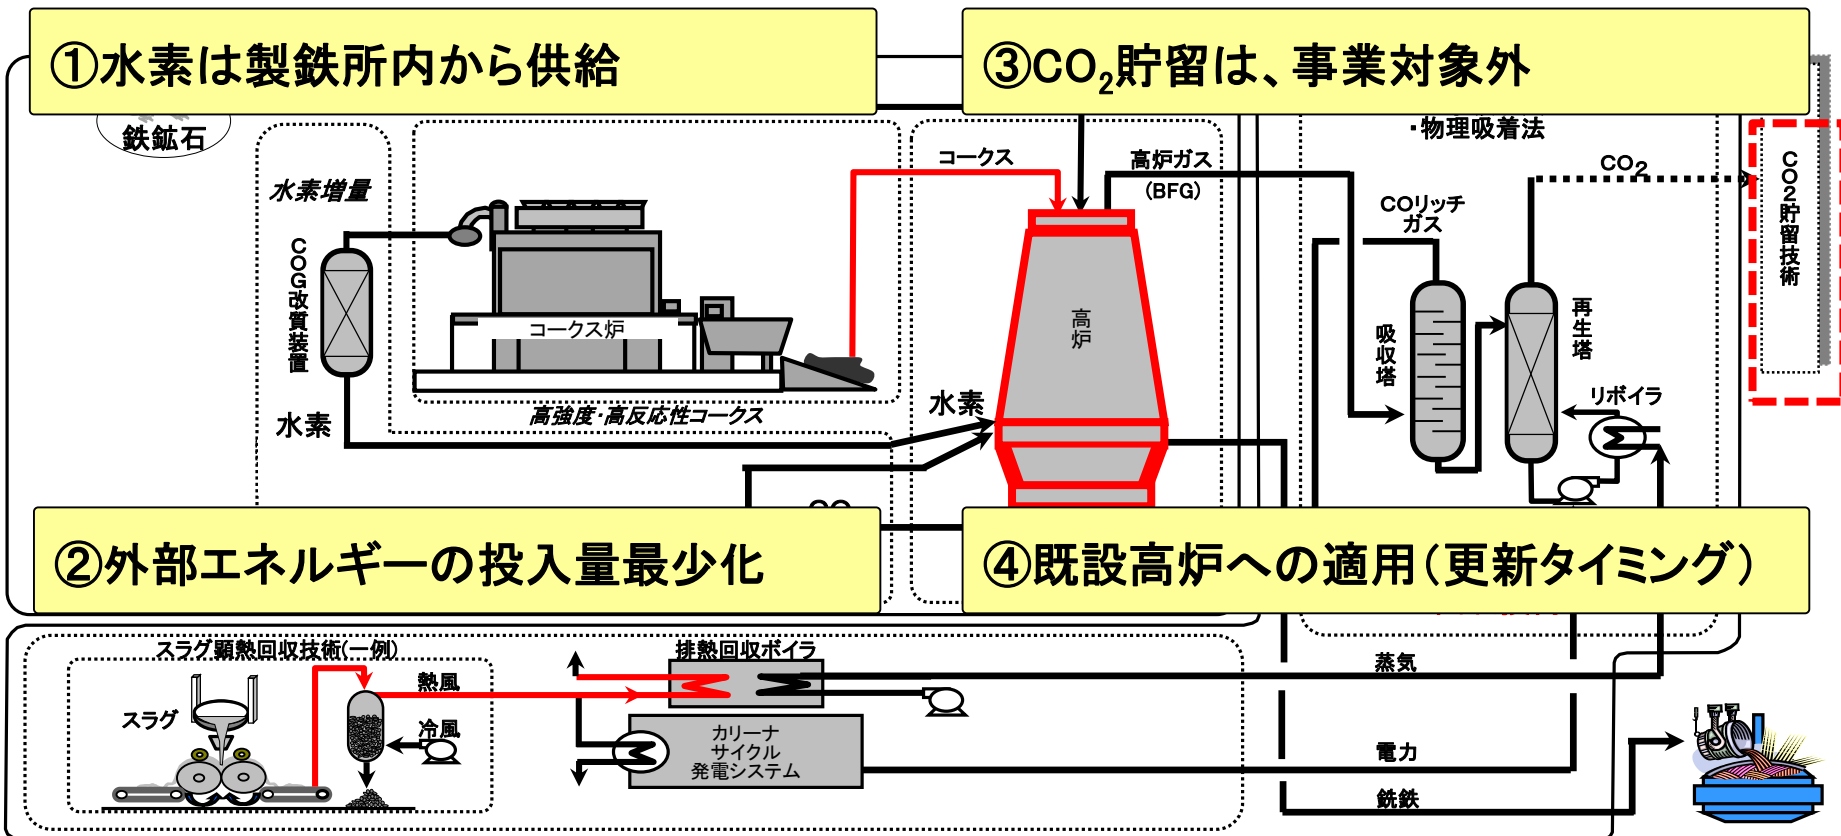 ①水素は製鉄所内から供給
③CO₂貯留は、事業対象外
鉄鉱石
・物理吸着法
水素増量
コークス
高炉ガス
(BFG)
CO₂
COリッチ
ガス
CO2貯留技術
COG改質装置
コークス炉
高炉
吸収塔
再生塔
リボイラ
高強度・高反応性コークス
水素
水素
②外部エネルギーの投入量最少化
④既設高炉への適用(更新タイミング)
スラグ顕熱回収技術(一例)
排熱回収ボイラ
蒸気
熱風
スラグ
冷風
カリーナ
サイクル
発電システム
電力
銑鉄